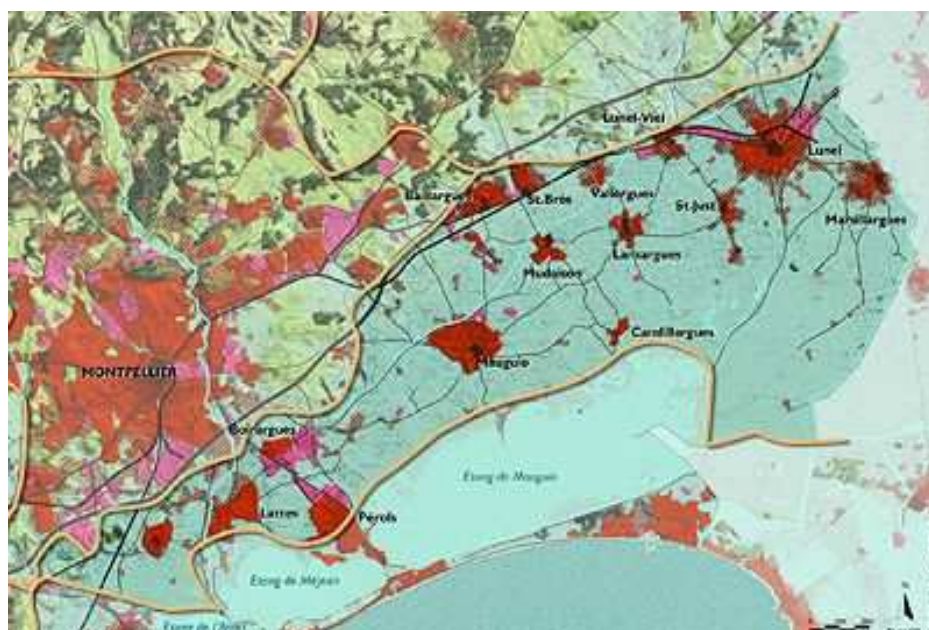 Lunel-Viel
Lunel
Baillargues
St.Brès
Valergues
St.Just
Marsillargues
Lansargues
Mudaison
Candillargues
Mauguio
MONTPELLIER
Boirargues
Etang de Mauguio
Lattes
Pérols
Etang de Méjean